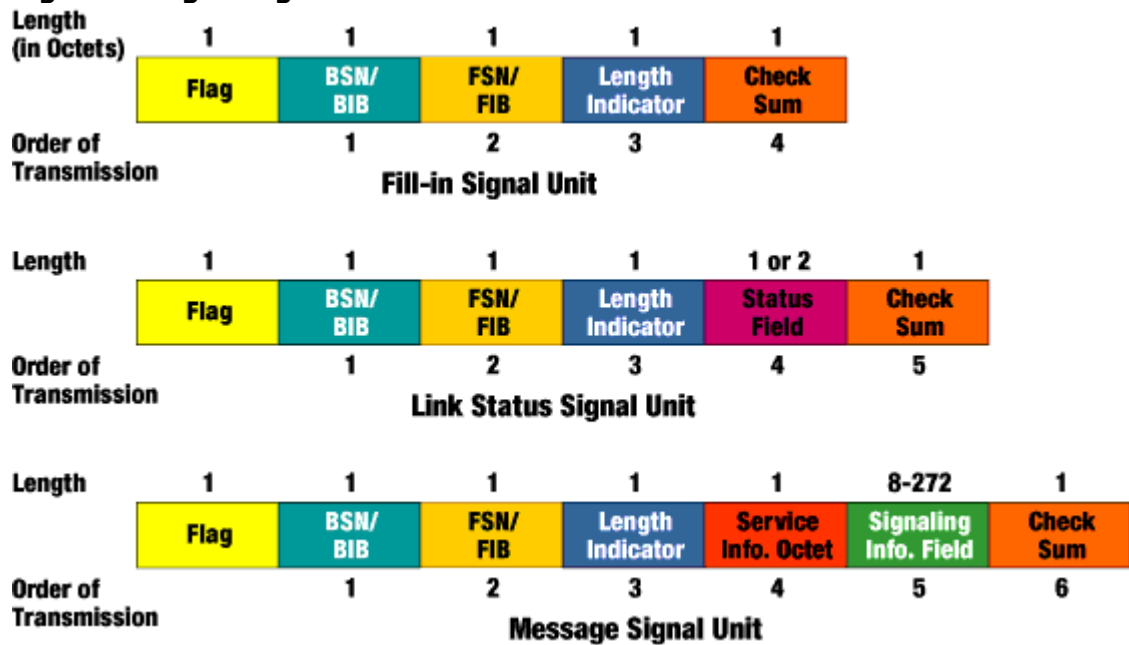 Length
(in Octets) 1 1 1 1 1
Flag BSN/ BIB FSN/ FIB Length Indicator Check Sum
Order of
Transmission 1 2 3 4
Fill-in Signal Unit
Length 1 1 1 1 1 or 2 1
Flag BSN/ BIB FSN/ FIB Length Indicator Status Field Check Sum
Order of
Transmission 1 2 3 4 5
Link Status Signal Unit
Length 1 1 1 1 1 8-272 1
Flag BSN/ BIB FSN/ FIB Length Indicator Service Info. Octet Signaling Info. Field Check Sum
Order of
Transmission 1 2 3 4 5 6
Message Signal Unit